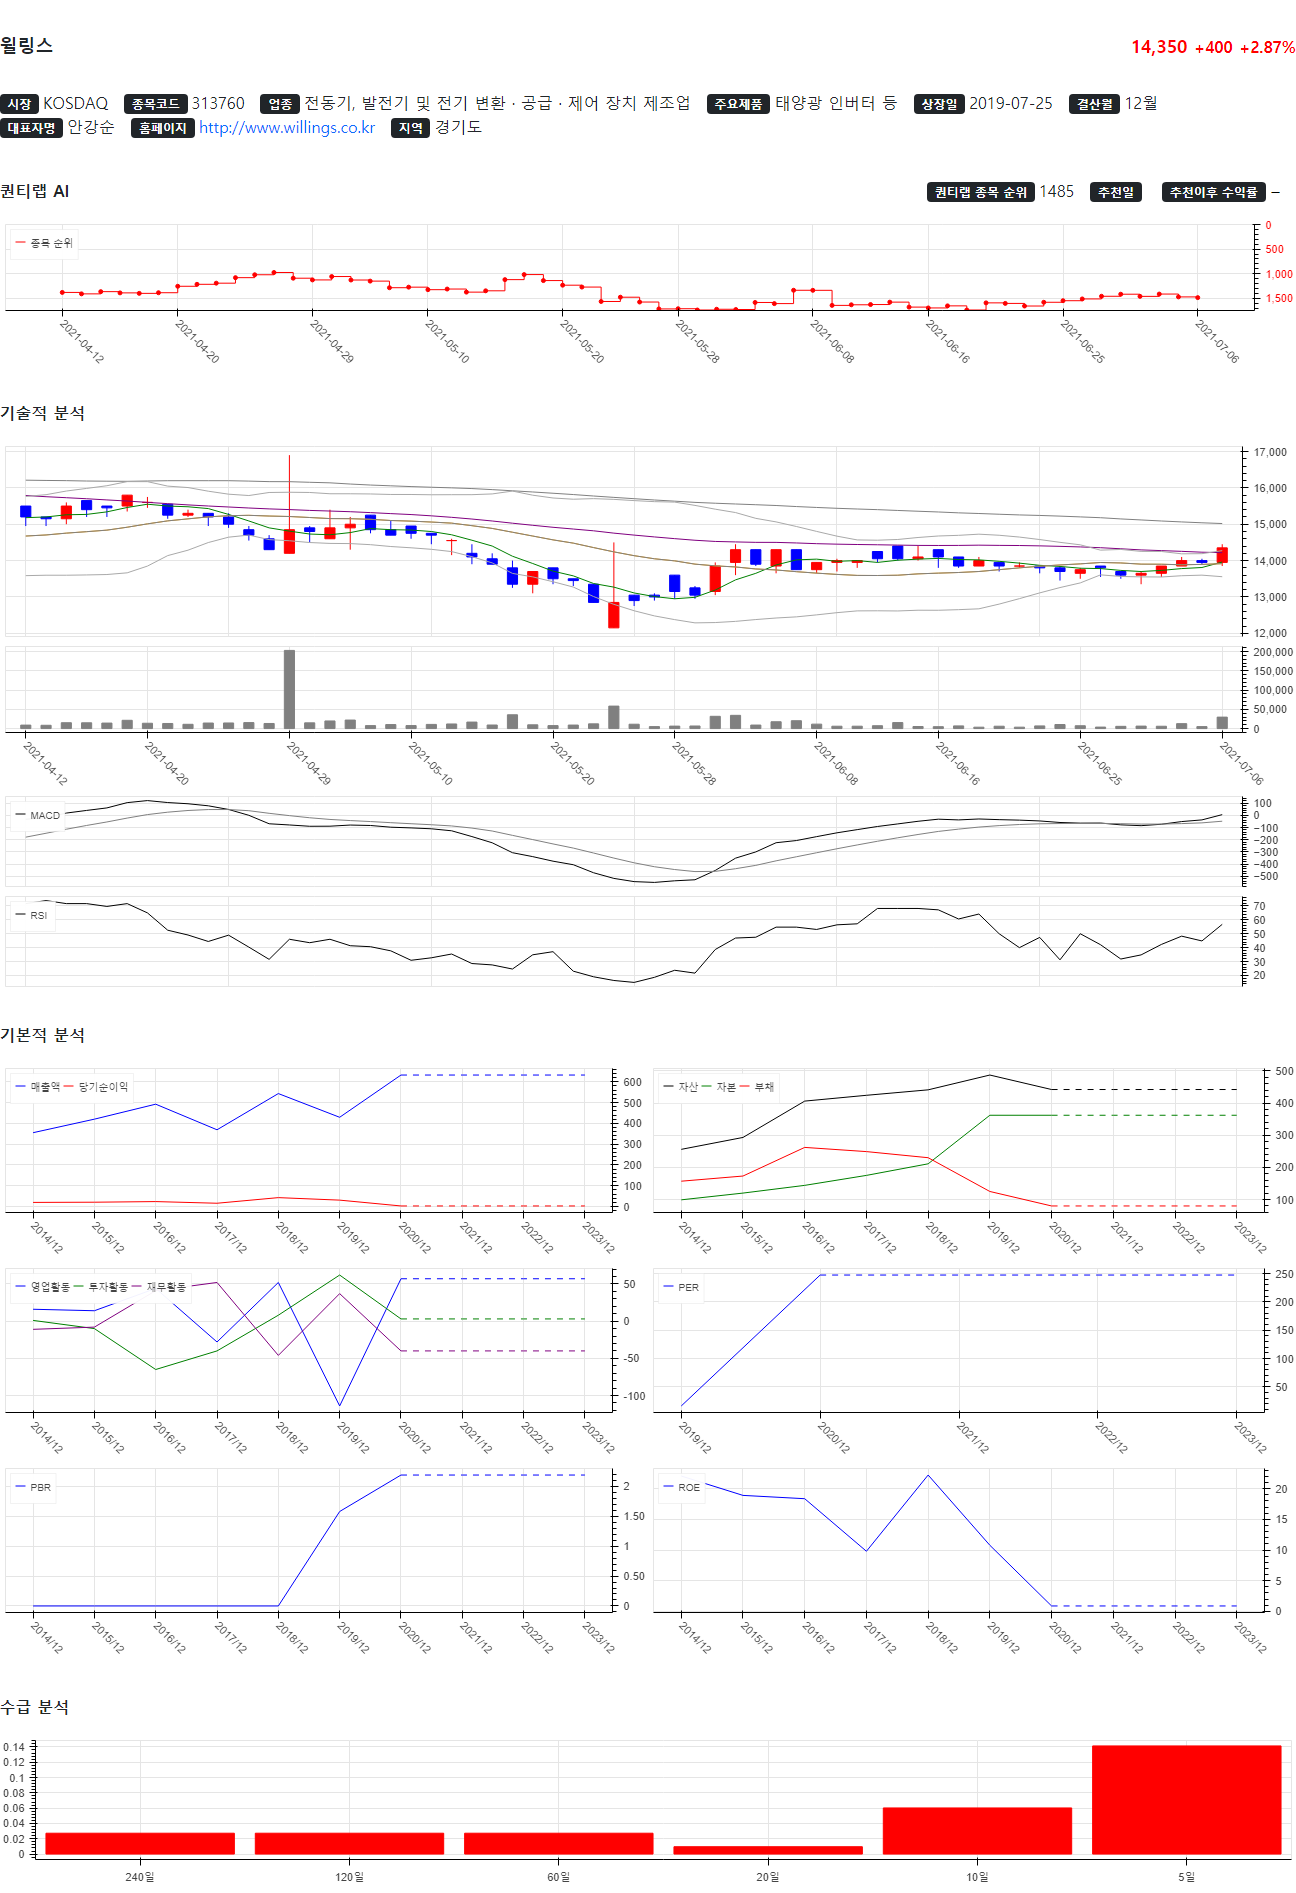 윌링스
14,350 +400 +2.87%
시장 KOSDAQ 종목코드 313760 업종 전동기, 발전기 및 전기 변환 · 공급 · 제어 장치 제조업 주요제품 태양광 인버터 등 상장일 2019-07-25 결산월 12월
대표자명 안강순 홈페이지 http://www.willings.co.kr 지역 경기도
퀀티랩 AI
퀀티랩 종목 순위 1485 추천일 추천이후 수익률 –
종목 순위
0
500
1,000
1,500
2021-04-12 2021-04-20 2021-04-29 2021-05-10 2021-05-20 2021-05-28 2021-06-08 2021-06-16 2021-06-25 2021-07-06
기술적 분석
17,000
16,000
15,000
14,000
13,000
12,000
200,000
150,000
100,000
50,000
0
2021-04-12 2021-04-20 2021-04-29 2021-05-10 2021-05-20 2021-05-28 2021-06-08 2021-06-16 2021-06-25 2021-07-06
MACD
100
0
−100
−200
−300
−400
−500
RSI
70
60
50
40
30
20
기본적 분석
매출액 당기순이익
600
500
400
300
200
100
0
2014/12 2015/12 2016/12 2017/12 2018/12 2019/12 2020/12 2021/12 2022/12 2023/12
자산 자본 부채
500
400
300
200
100
2014/12 2015/12 2016/12 2017/12 2018/12 2019/12 2020/12 2021/12 2022/12 2023/12
영업활동 투자활동 재무활동
50
0
-50
-100
2014/12 2015/12 2016/12 2017/12 2018/12 2019/12 2020/12 2021/12 2022/12 2023/12
PER
250
200
150
100
50
2019/12 2020/12 2021/12 2022/12 2023/12
PBR
2
1.50
1
0.50
0
2014/12 2015/12 2016/12 2017/12 2018/12 2019/12 2020/12 2021/12 2022/12 2023/12
ROE
20
15
10
5
0
2014/12 2015/12 2016/12 2017/12 2018/12 2019/12 2020/12 2021/12 2022/12 2023/12
수급 분석
0.14
0.12
0.1
0.08
0.06
0.04
0.02
0
240일 120일 60일 20일 10일 5일